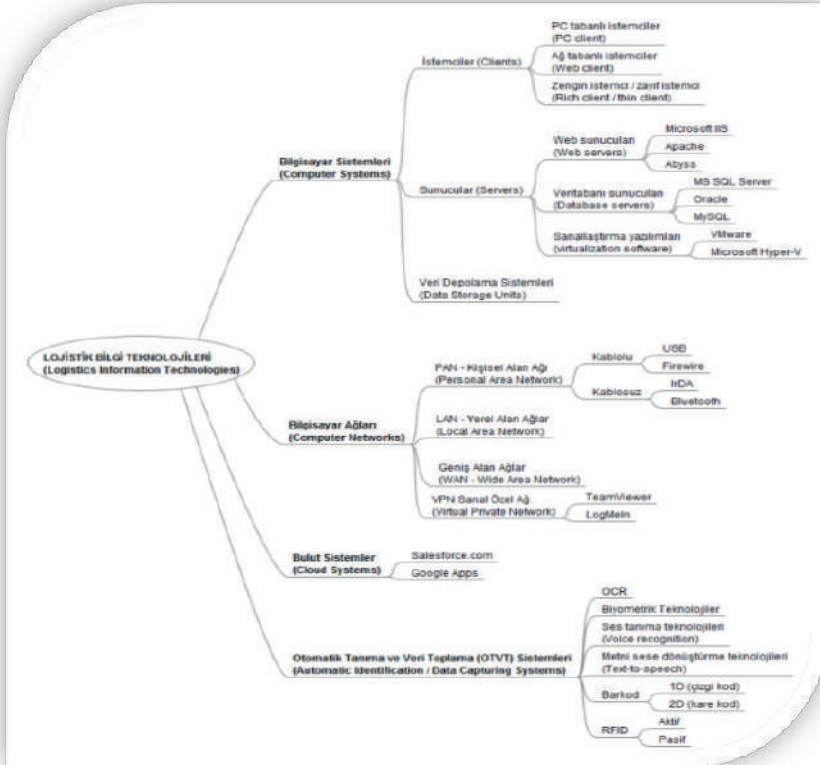 LOJİSTİK BİLGİ TEKNOLOJİLERİ
(Logistics Information Technologies)
Bilgisayar Sistemleri
(Computer Systems)
İstemciler (Clients)
PC tabanlı istemciler
(PC client)
Ağ tabanlı istemciler
(Web client)
Zengin istemci / zayıf istemci
(Rich client / thin client)
Sunucular (Servers)
Web sunucuları
(Web servers)
Microsoft IIS
Apache
Abyss
Veritabanı sunucuları
(Database servers)
MS SQL Server
Oracle
MySQL
Sanallaştırma yazılımları
(virtualization software)
VMware
Microsoft Hyper-V
Veri Depolama Sistemleri
(Data Storage Units)
Bilgisayar Ağları
(Computer Networks)
PAN - Kişisel Alan Ağı
(Personal Area Network)
Kablolu
USB
Firewire
Kablosuz
IrDA
Bluetooth
LAN - Yerel Alan Ağlar
(Local Area Network)
Geniş Alan Ağlar
(WAN - Wide Area Network)
VPN Sanal Özel Ağ
(Virtual Private Network)
TeamViewer
LogMeIn
Bulut Sistemler
(Cloud Systems)
Salesforce.com
Google Apps
Otomatik Tanıma ve Veri Toplama (OTVT) Sistemleri
(Automatic Identification / Data Capturing Systems)
OCR
Biyometrik Teknolojiler
Ses tanıma teknolojileri
(Voice recognition)
Metni sese dönüştürme teknolojileri
(Text-to-speech)
Barkod
1D (çizgi kod)
2D (kare kod)
RFID
Aktif
Pasif